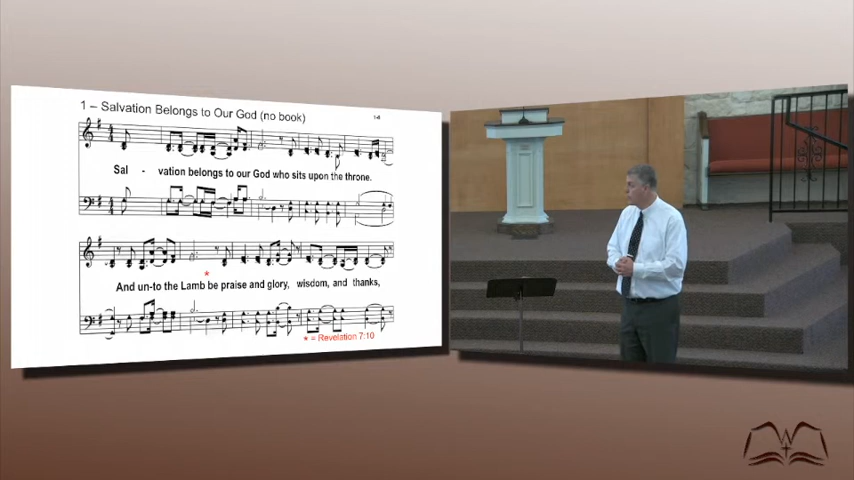 1 – Salvation Belongs to Our God (no book)
Sal - vation belongs to our God who sits upon the throne.
And un-to the Lamb be praise and glory, wisdom, and thanks,
* = Revelation 7:10